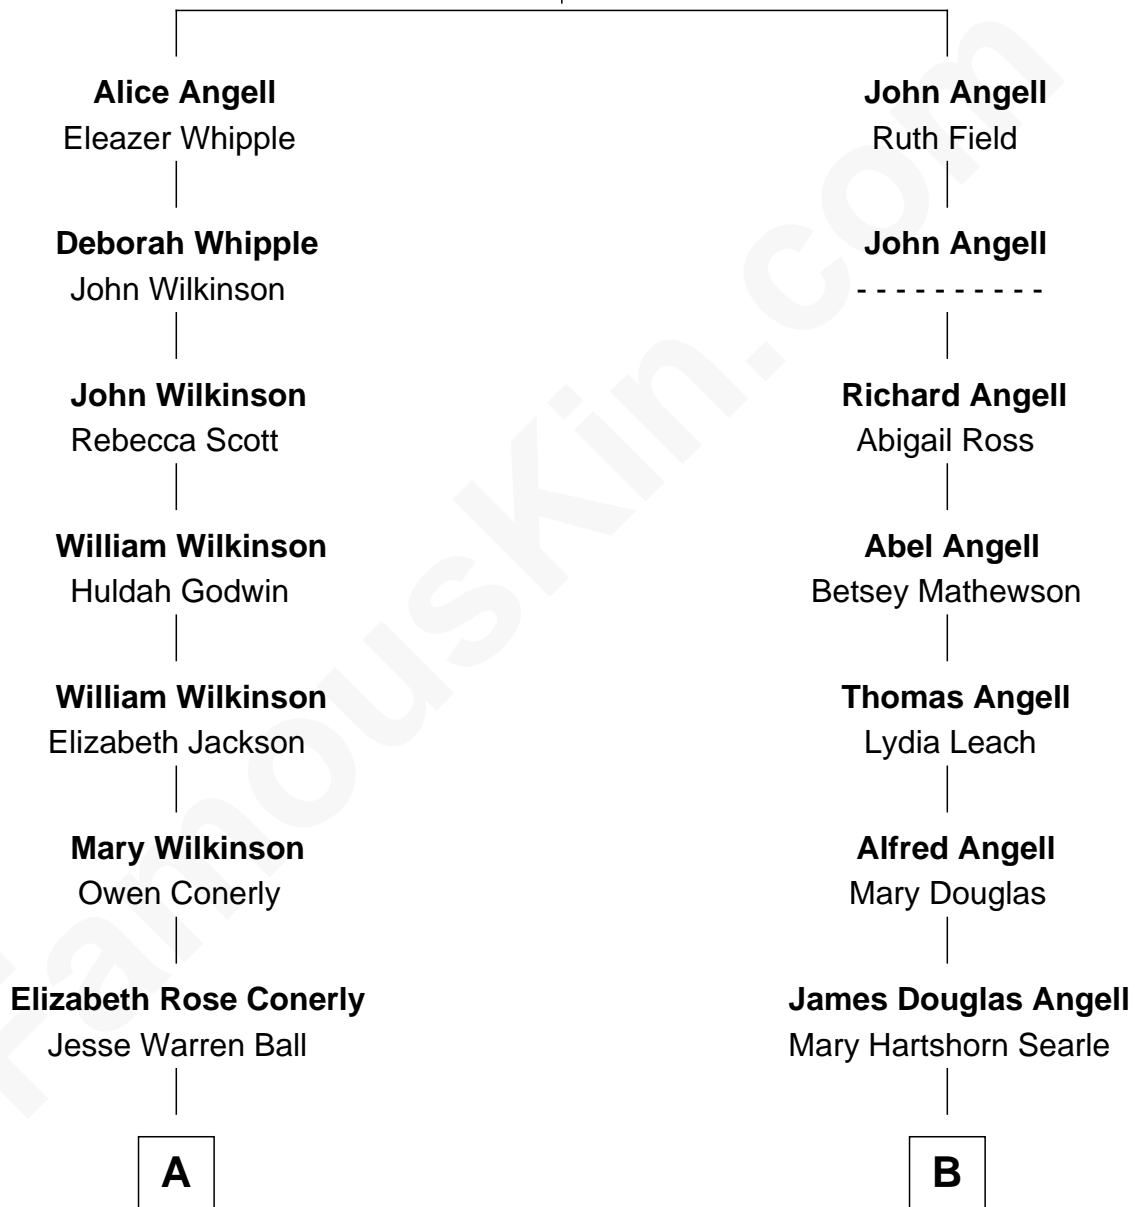 Alice Angell
Eleazer Whipple
Deborah Whipple
John Wilkinson
John Wilkinson
Rebecca Scott
William Wilkinson
Huldah Godwin
William Wilkinson
Elizabeth Jackson
Mary Wilkinson
Owen Conerly
Elizabeth Rose Conerly
Jesse Warren Ball
A
John Angell
Ruth Field
John Angell
- - - - - - - - - -
Richard Angell
Abigail Ross
Abel Angell
Betsey Mathewson
Thomas Angell
Lydia Leach
Alfred Angell
Mary Douglas
James Douglas Angell
Mary Hartshorn Searle
B
FamousKin.com